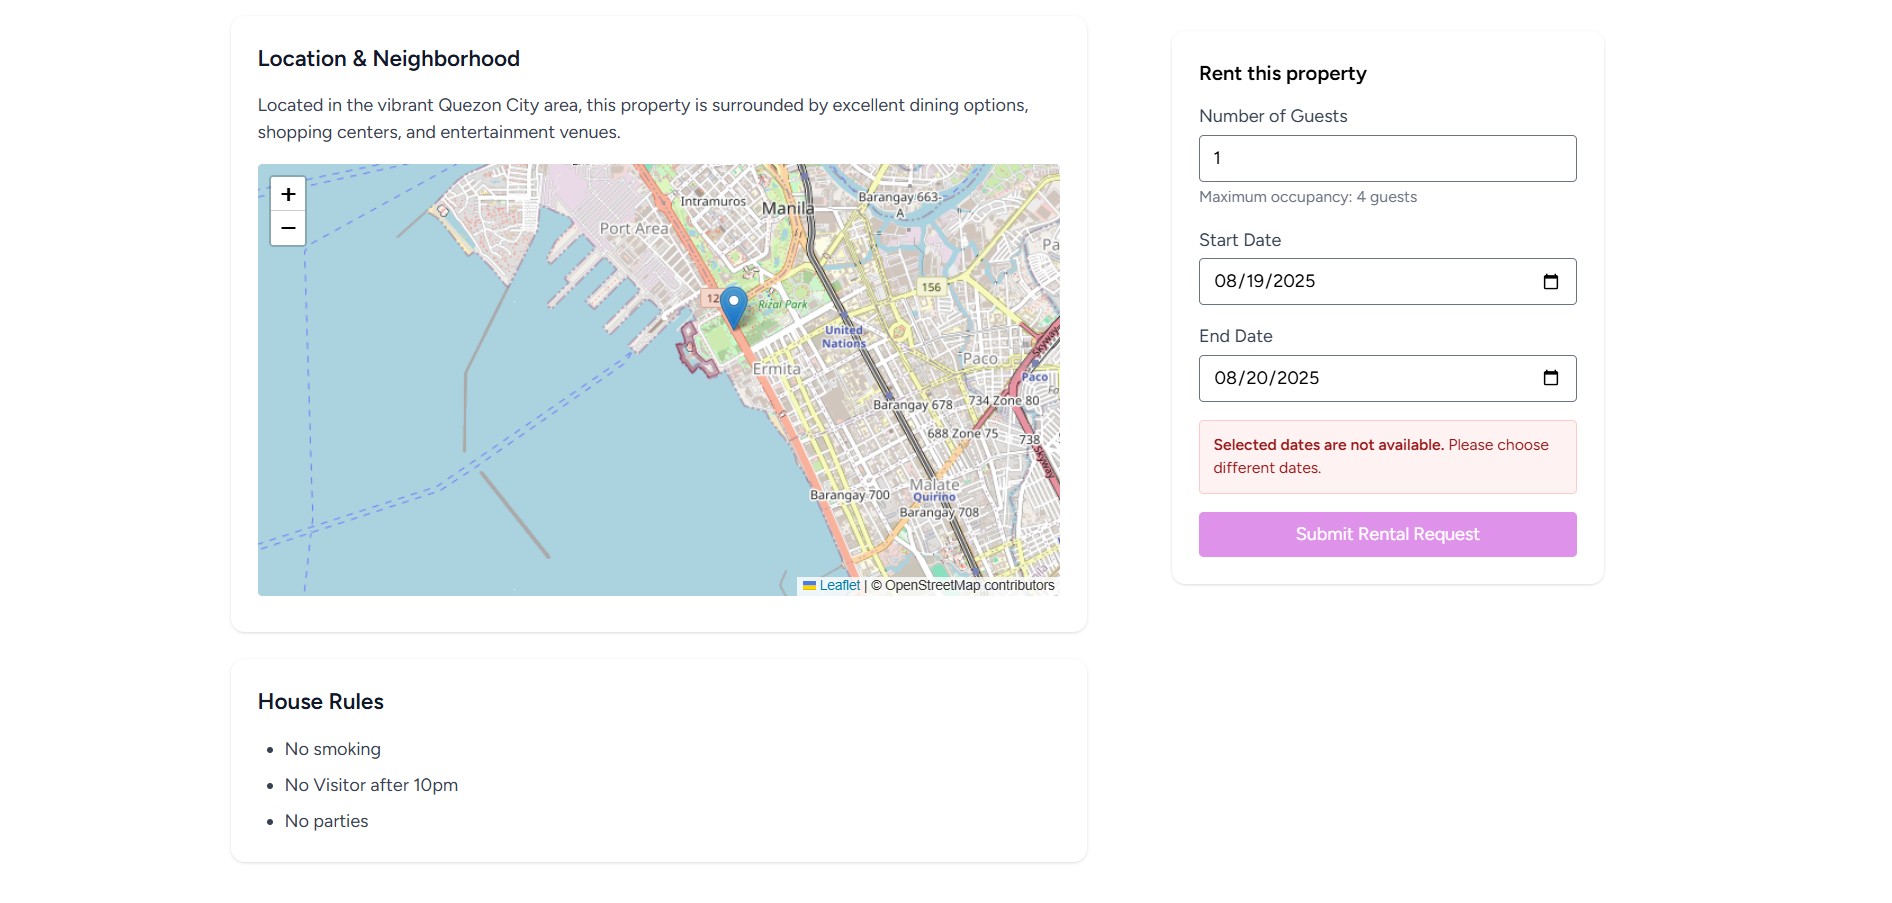 Location & Neighborhood
Located in the vibrant Quezon City area, this property is surrounded by excellent dining options,
shopping centers, and entertainment venues.
+
−
Intramuros
Manila
Barangay 663-
A
Port Area
Pa
12
Rizal Park
156
United
Nations
Ermita
Paco
Skyway
Paco
Barangay 678
734 Zone 80
688 Zone 75
738
Skyway
Malate
Quirino
Barangay 700
Barangay 708
Leaflet | © OpenStreetMap contributors
House Rules
No smoking
No Visitor after 10pm
No parties
Rent this property
Number of Guests
1
Maximum occupancy: 4 guests
Start Date
08/19/2025
End Date
08/20/2025
Selected dates are not available. Please choose
different dates.
Submit Rental Request